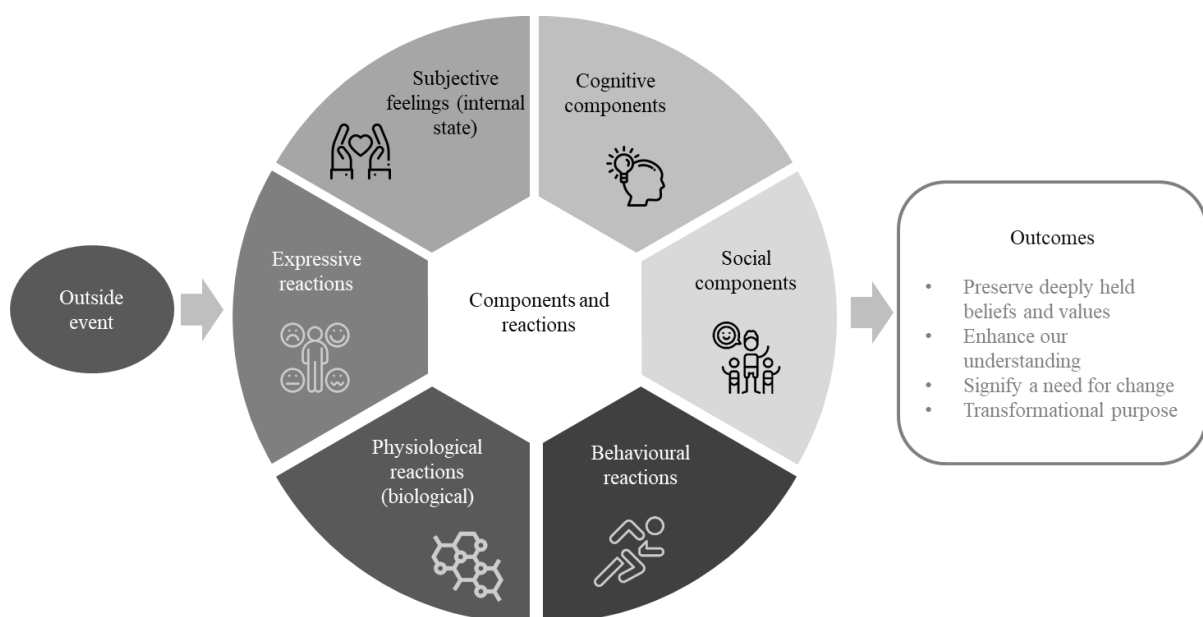 Outside
event
Subjective
feelings (internal
state)
Cognitive
components
Expressive
reactions
Components and
reactions
Social
components
Physiological
reactions
(biological)
Behavioural
reactions
Outcomes
• Preserve deeply held
beliefs and values
• Enhance our
understanding
• Signify a need for change
• Transformational purpose